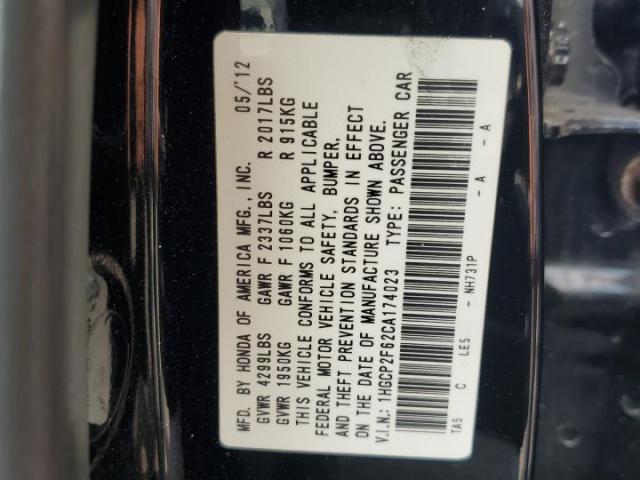 MFD. BY HONDA OF AMERICA MFG., INC. 05/'12
GVWR 4299LBS GAWR F 2337LBS R 2017LBS
GVWR 1950KG GAWR F 1060KG R 915KG
THIS VEHICLE CONFORMS TO ALL APPLICABLE
FEDERAL MOTOR VEHICLE SAFETY, BUMPER,
AND THEFT PREVENTION STANDARDS IN EFFECT
ON THE DATE OF MANUFACTURE SHOWN ABOVE.
V.I.N.: 1HGCP2F62CA174023 TYPE: PASSENGER CAR
TA5 C LE5 - NH731P - A - A